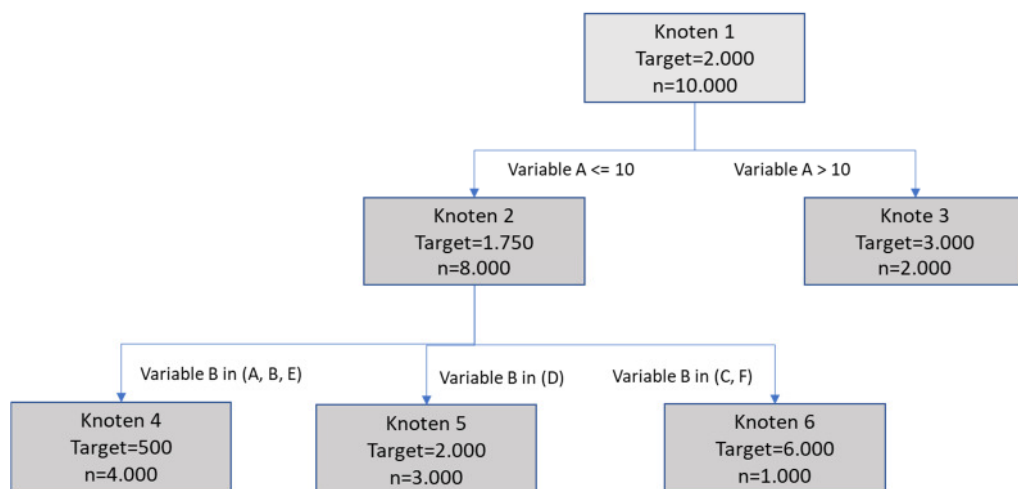 Knoten 1
Target=2.000
n=10.000
Variable A <= 10
Variable A > 10
Knoten 2
Target=1.750
n=8.000
Knote 3
Target=3.000
n=2.000
Variable B in (A, B, E)
Variable B in (D)
Variable B in (C, F)
Knoten 4
Target=500
n=4.000
Knoten 5
Target=2.000
n=3.000
Knoten 6
Target=6.000
n=1.000